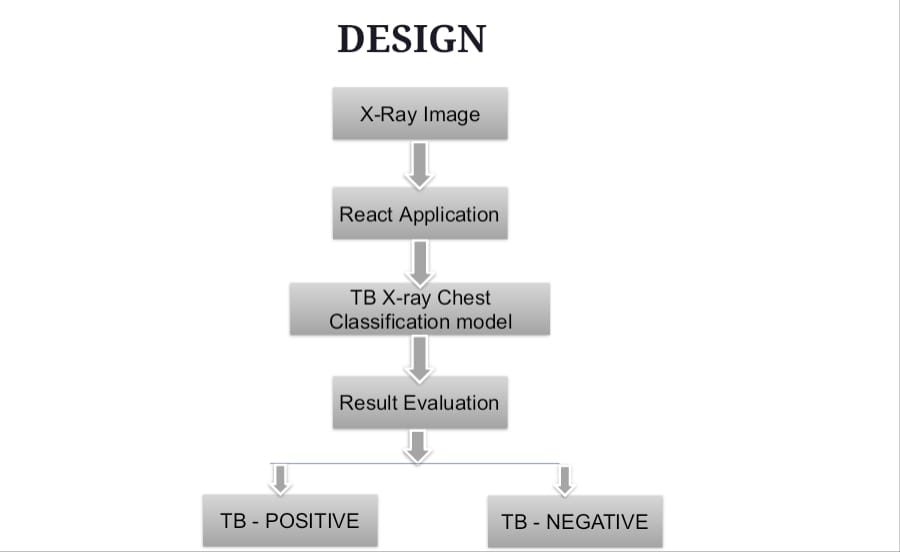 DESIGN
X-Ray Image
React Application
TB X-ray Chest
Classification model
Result Evaluation
TB - POSITIVE
TB - NEGATIVE